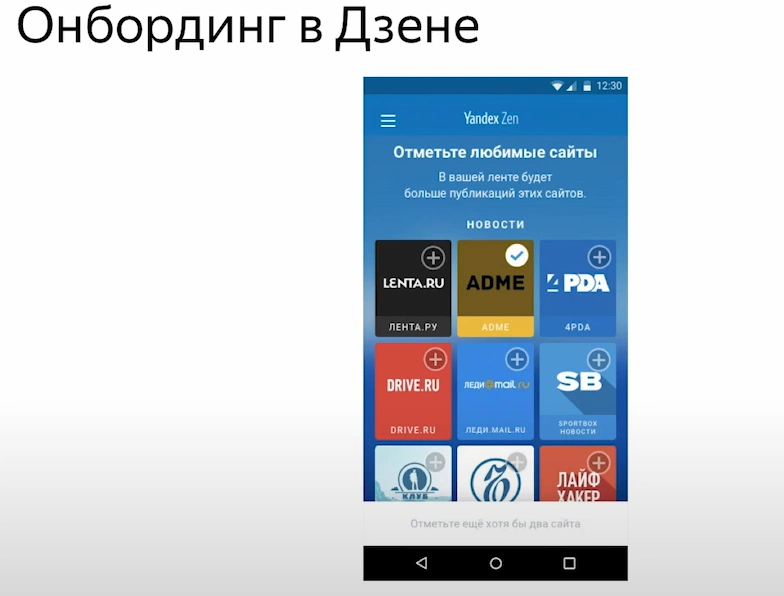 Онбординг в Дзене
12:30
Yandex Zen
Отметьте любимые сайты
В вашей ленте будет
больше публикаций этих сайтов.
НОВОСТИ
LENTA.RU
ADME
4PDA
ЛЕНТА.РУ
ADME
4PDA
DRIVE.RU
ЛЕДИ@mail.ru
SB
DRIVE.RU
ЛЕДИ.MAIL.RU
SPORTBOX
НОВОСТИ
КЛУБ
ЛАЙФ
ХАКЕР
Отметьте ещё хотя бы два сайта